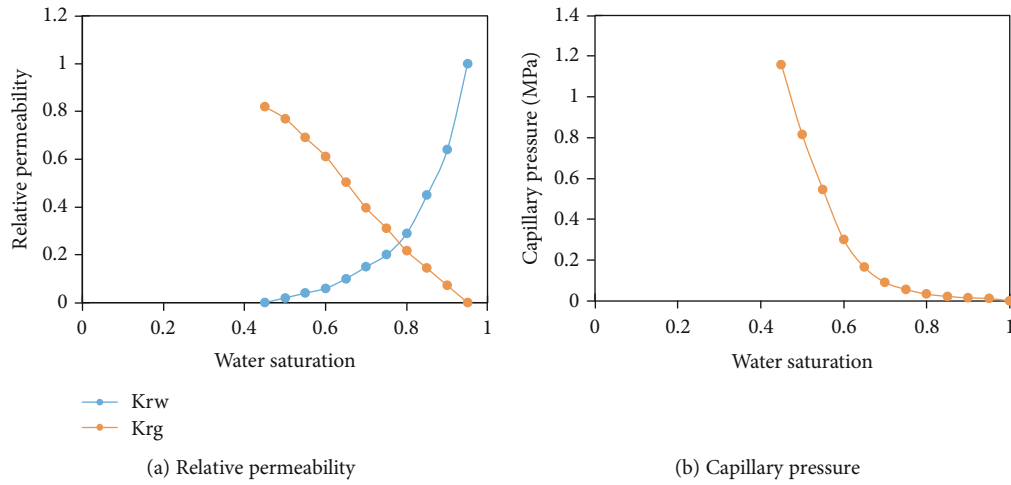 1.2
1
0.8
0.6
0.4
0.2
0
Relative permeability
0 0.2 0.4 0.6 0.8 1
Water saturation
Krw
Krg
(a) Relative permeability
1.4
1.2
1
0.8
0.6
0.4
0.2
0
Capillary pressure (MPa)
0 0.2 0.4 0.6 0.8 1
Water saturation
(b) Capillary pressure